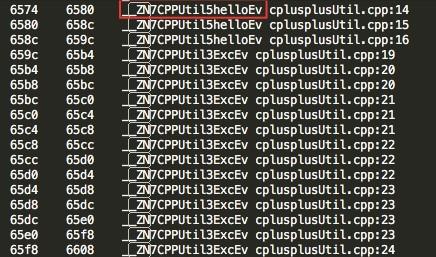 6574 6580 __ZN7CPPUtil5helloEv cplusplusUtil.cpp:14
6580 658c __ZN7CPPUtil5helloEv cplusplusUtil.cpp:15
658c 659c __ZN7CPPUtil5helloEv cplusplusUtil.cpp:16
659c 65b4 __ZN7CPPUtil3ExcEv cplusplusUtil.cpp:19
65b4 65b8 __ZN7CPPUtil3ExcEv cplusplusUtil.cpp:20
65b8 65bc __ZN7CPPUtil3ExcEv cplusplusUtil.cpp:20
65bc 65c0 __ZN7CPPUtil3ExcEv cplusplusUtil.cpp:21
65c0 65c4 __ZN7CPPUtil3ExcEv cplusplusUtil.cpp:21
65c4 65c8 __ZN7CPPUtil3ExcEv cplusplusUtil.cpp:21
65c8 65cc __ZN7CPPUtil3ExcEv cplusplusUtil.cpp:22
65cc 65d0 __ZN7CPPUtil3ExcEv cplusplusUtil.cpp:22
65d0 65d4 __ZN7CPPUtil3ExcEv cplusplusUtil.cpp:22
65d4 65d8 __ZN7CPPUtil3ExcEv cplusplusUtil.cpp:23
65d8 65dc __ZN7CPPUtil3ExcEv cplusplusUtil.cpp:23
65dc 65e0 __ZN7CPPUtil3ExcEv cplusplusUtil.cpp:23
65e0 65f8 __ZN7CPPUtil3ExcEv cplusplusUtil.cpp:23
65f8 6608 __ZN7CPPUtil3ExcEv cplusplusUtil.cpp:24